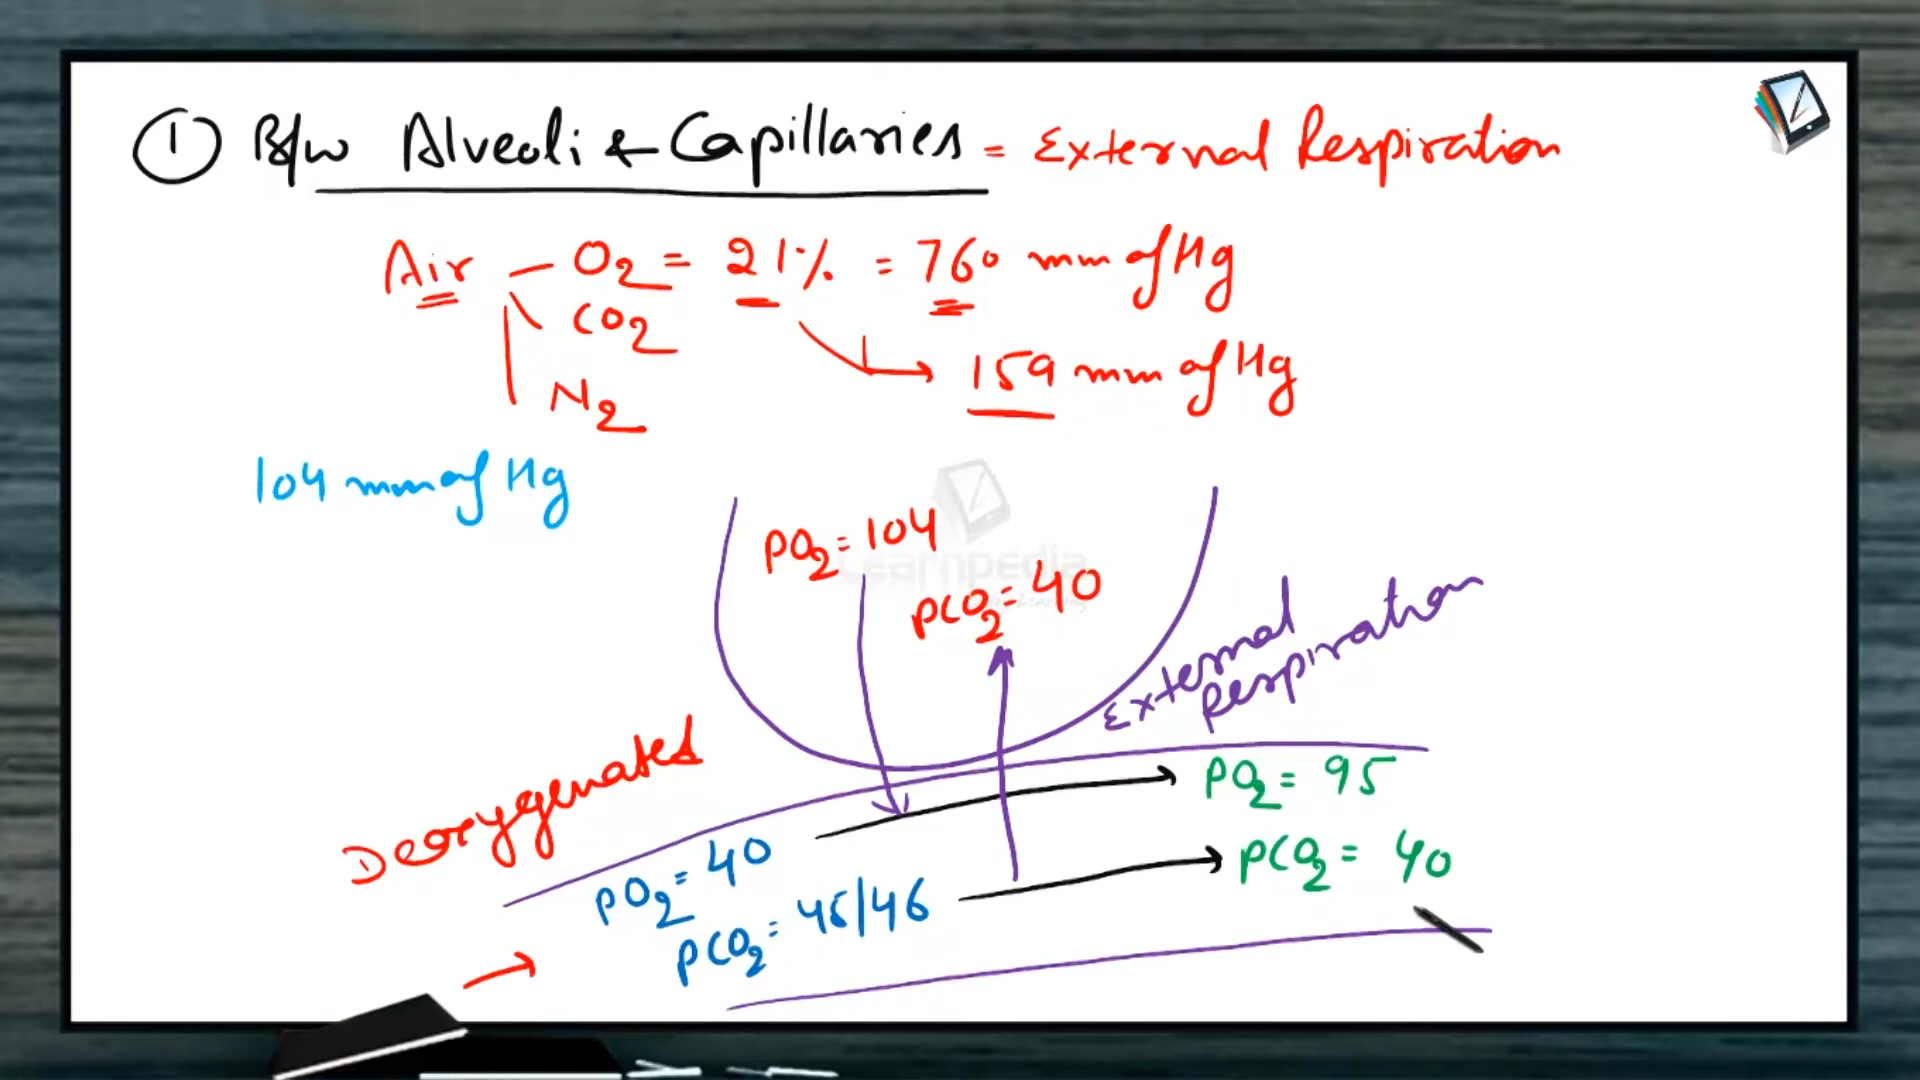 ① B/w Alveoli & Capillaries = External Respiration
Air - O2 = 21% = 760 mm of Hg
CO2
159 mm of Hg
N2
104 mm of Hg
PO2 = 104
Learnpedia
PCO2 = 40
External
Respiration
Deoxygenated
PO2 = 95
PO2 = 40
PCO2 = 40
PCO2 = 45/46